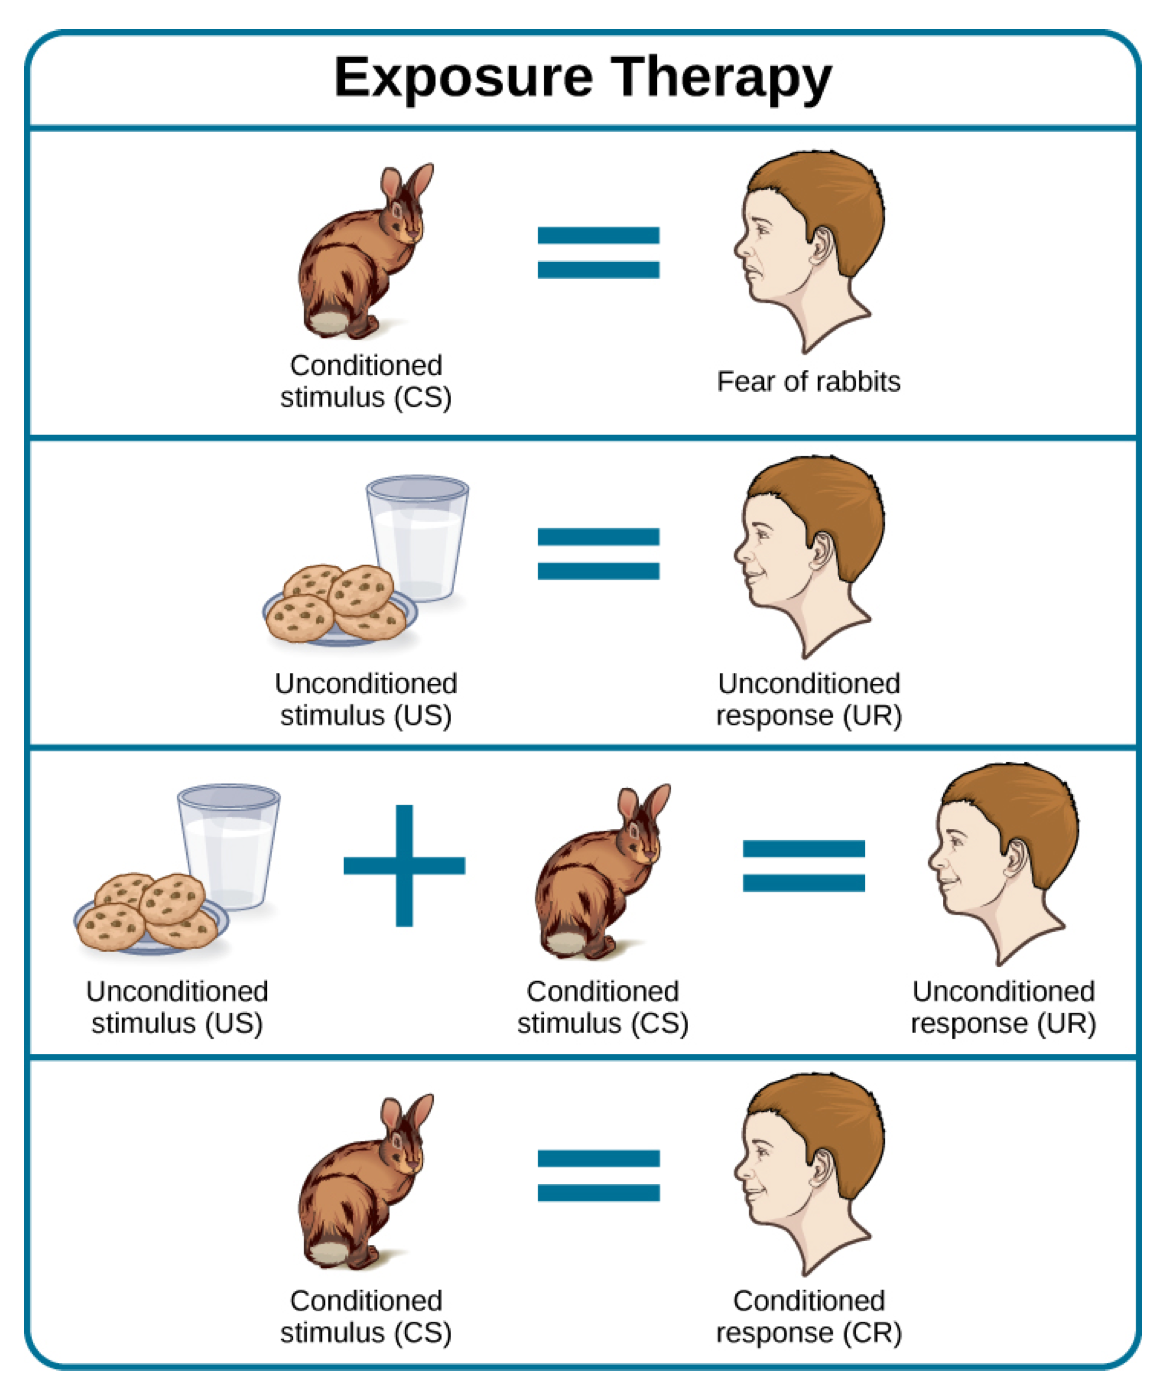 Exposure Therapy
Conditioned
stimulus (CS)
Fear of rabbits
Unconditioned
stimulus (US)
Unconditioned
response (UR)
Unconditioned
stimulus (US)
Conditioned
stimulus (CS)
Unconditioned
response (UR)
Conditioned
stimulus (CS)
Conditioned
response (CR)